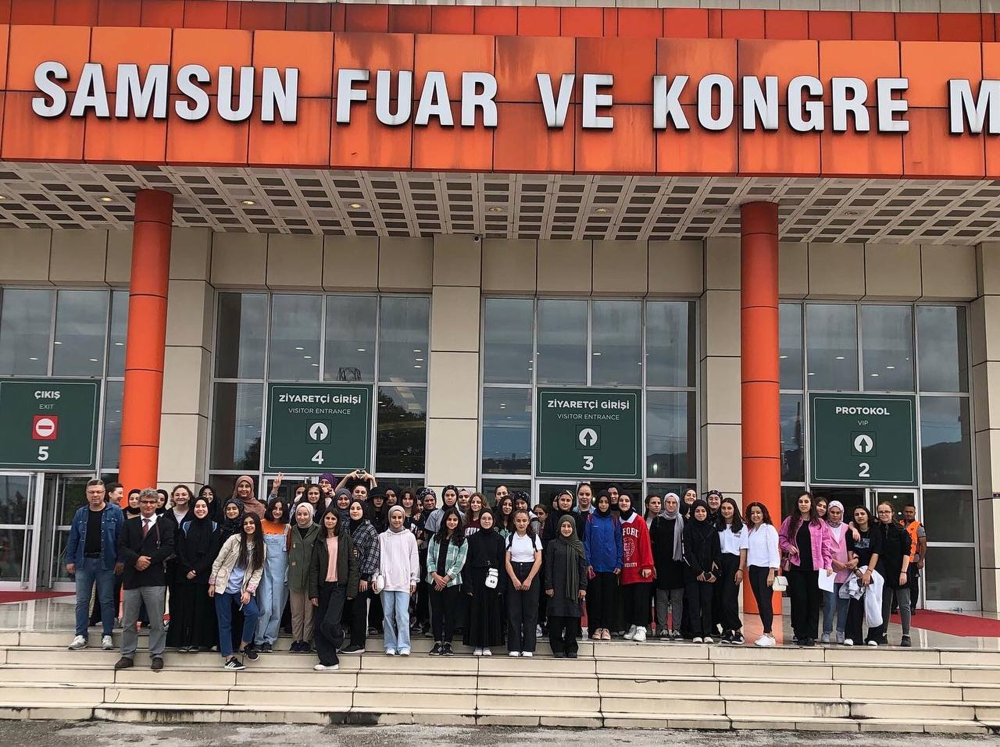 SAMSUN FUAR VE KONGRE M
ÇIKIŞ
EXIT
5
ZİYARETÇİ GİRİŞİ
VISITOR ENTRANCE
4
ZİYARETÇİ GİRİŞİ
VISITOR ENTRANCE
3
PROTOKOL
VIP
2